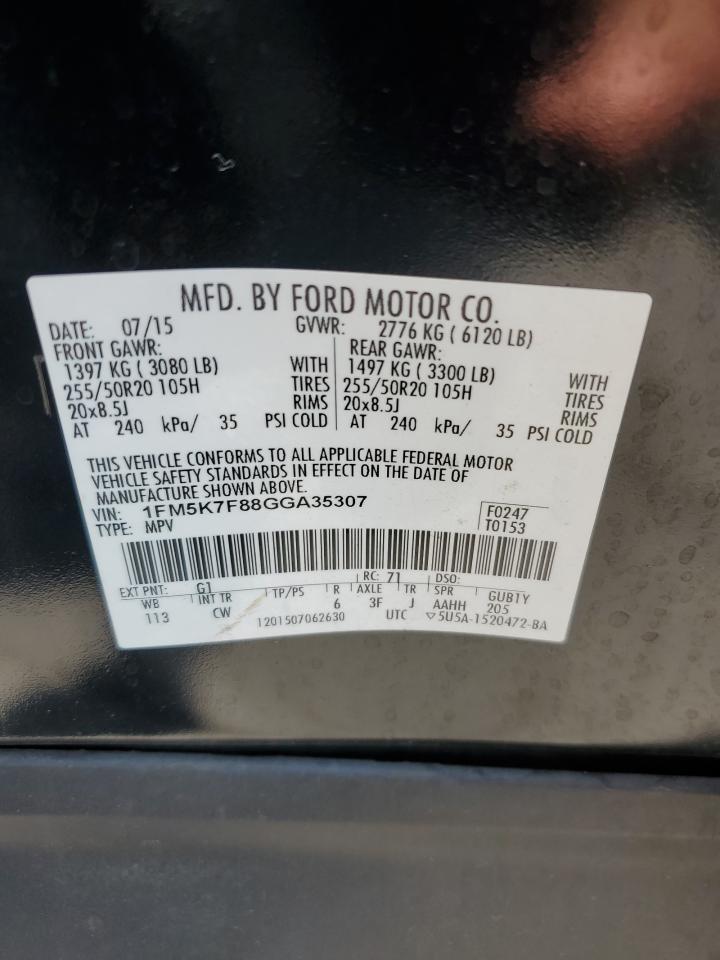 MFD. BY FORD MOTOR CO.
DATE: 07/15 GVWR: 2776 KG ( 6120 LB)
FRONT GAWR: REAR GAWR:
1397 KG ( 3080 LB) WITH 1497 KG ( 3300 LB) WITH
255/50R20 105H TIRES 255/50R20 105H TIRES
20x8.5J RIMS 20x8.5J RIMS
AT 240 kPa/ 35 PSI COLD AT 240 kPa/ 35 PSI COLD
THIS VEHICLE CONFORMS TO ALL APPLICABLE FEDERAL MOTOR
VEHICLE SAFETY STANDARDS IN EFFECT ON THE DATE OF
MANUFACTURE SHOWN ABOVE.
VIN: 1FM5K7F88GGA35307 F0247
TYPE: MPV T0153
EXT PNT: G1 RC: 71 DSO:
WB INT TR TP/PS R AXLE TR SPR GUBTY
113 CW 6 3F J AAHH 205
1201507062630 UTC ▽5U5A-1520472-BA